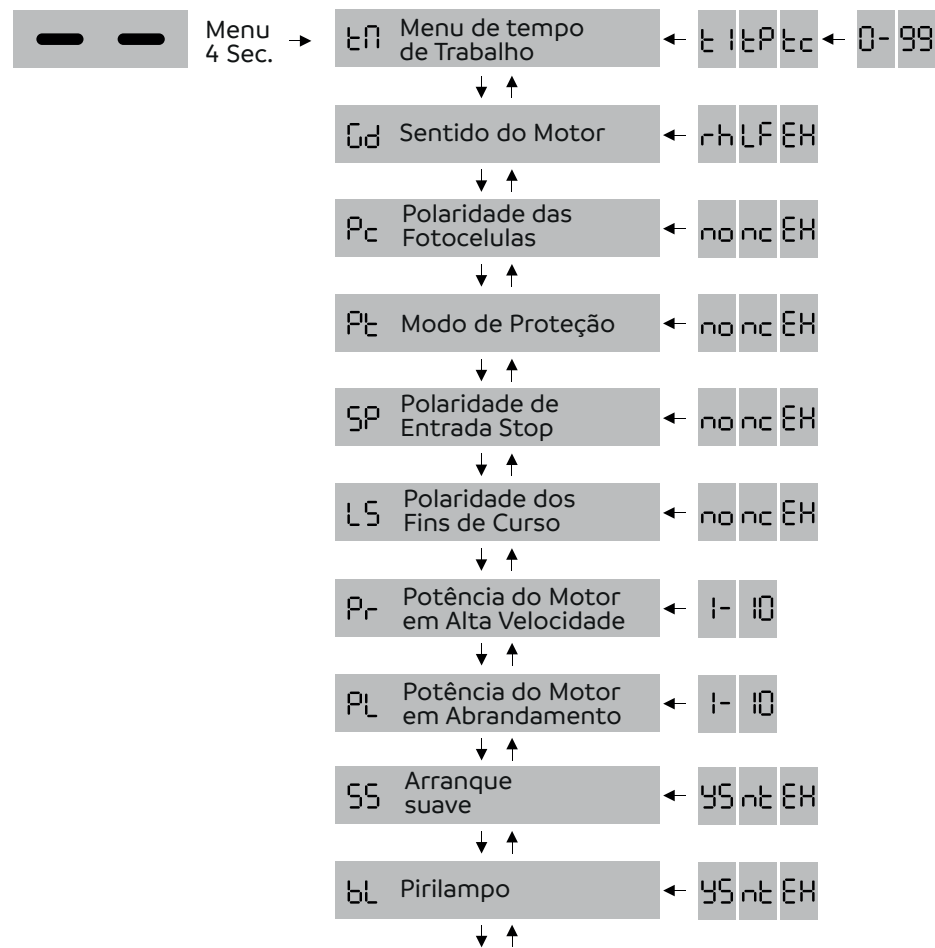 Menu
4 Sec.
tM Menu de tempo
de Trabalho
t1 tP tc 0- 99
Gd Sentido do Motor
rh LF EH
Pc Polaridade das
Fotocelulas
no nc EH
Pt Modo de Proteção
no nc EH
SP Polaridade de
Entrada Stop
no nc EH
LS Polaridade dos
Fins de Curso
no nc EH
Pr Potência do Motor
em Alta Velocidade
1- 10
PL Potência do Motor
em Abrandamento
1- 10
SS Arranque
suave
YS nt EH
bL Pirilampo
YS nt EH